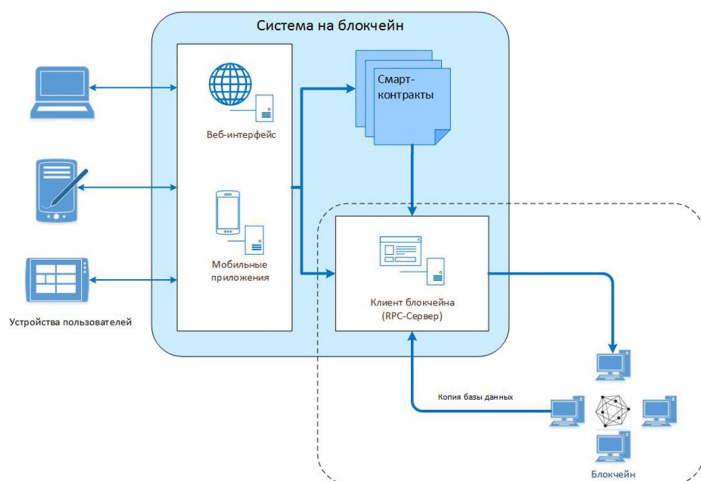 Система на блокчейн
Смарт-
контракты
Веб-интерфейс
Мобильные
приложения
Клиент блокчейна
(RPC-Сервер)
Устройства пользователей
Копия базы данных
Блокчейн